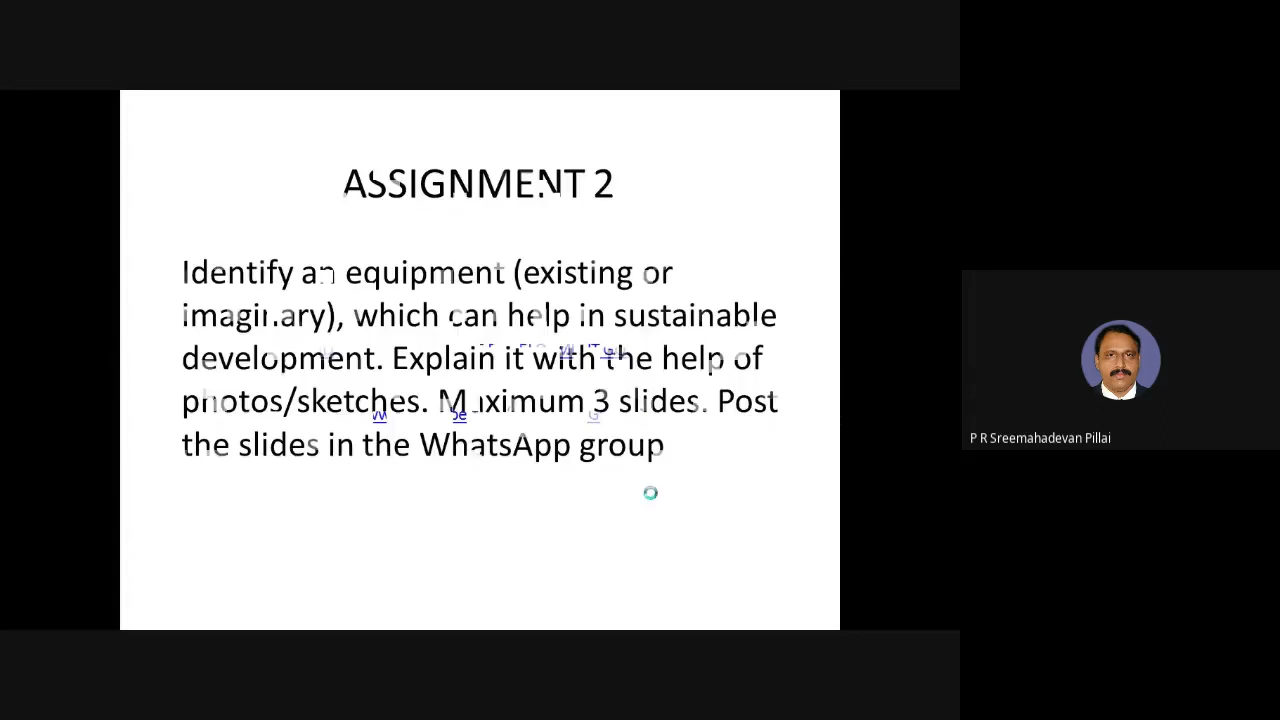 ASSIGNMENT 2
Identify an equipment (existing or
imaginary), which can help in sustainable
development. Explain it with the help of
photos/sketches. Maximum 3 slides. Post
the slides in the WhatsApp group
P R Sreemahadevan Pillai